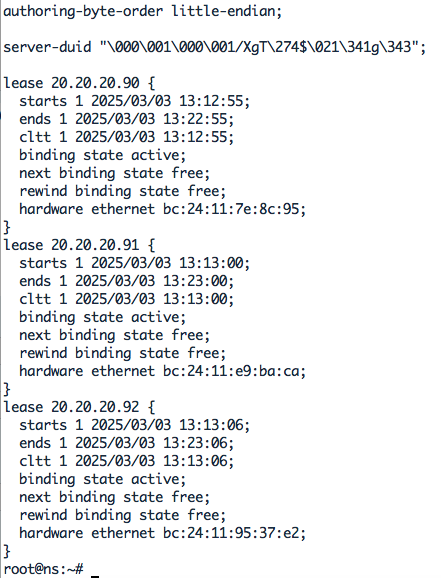 authoring-byte-order little-endian;
server-duid "\000\001\000\001/XgT\274$\021\341g\343";
lease 20.20.20.90 {
  starts 1 2025/03/03 13:12:55;
  ends 1 2025/03/03 13:22:55;
  cltt 1 2025/03/03 13:12:55;
  binding state active;
  next binding state free;
  rewind binding state free;
  hardware ethernet bc:24:11:7e:8c:95;
}
lease 20.20.20.91 {
  starts 1 2025/03/03 13:13:00;
  ends 1 2025/03/03 13:23:00;
  cltt 1 2025/03/03 13:13:00;
  binding state active;
  next binding state free;
  rewind binding state free;
  hardware ethernet bc:24:11:e9:ba:ca;
}
lease 20.20.20.92 {
  starts 1 2025/03/03 13:13:06;
  ends 1 2025/03/03 13:23:06;
  cltt 1 2025/03/03 13:13:06;
  binding state active;
  next binding state free;
  rewind binding state free;
  hardware ethernet bc:24:11:95:37:e2;
}
root@ns:~#